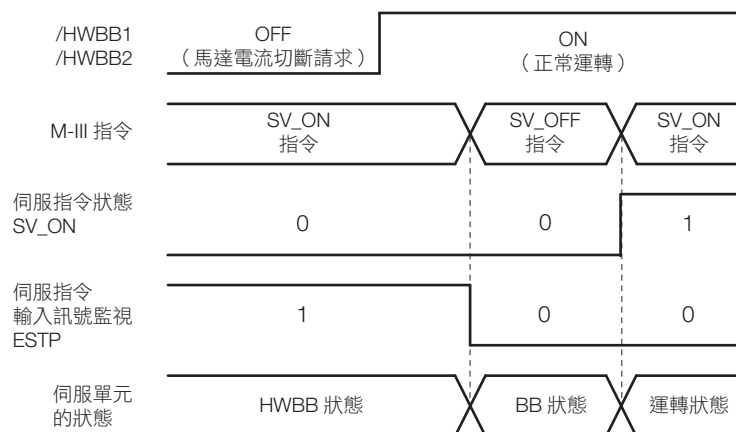 /HWBB1
/HWBB2
OFF
（馬達電流切斷請求）
ON
（正常運轉）
M-III 指令
SV_ON
指令
SV_OFF
指令
SV_ON
指令
伺服指令狀態
SV_ON
0
0
1
伺服指令
輸入訊號監視
ESTP
1
0
0
伺服單元
的狀態
HWBB 狀態
BB 狀態
運轉狀態